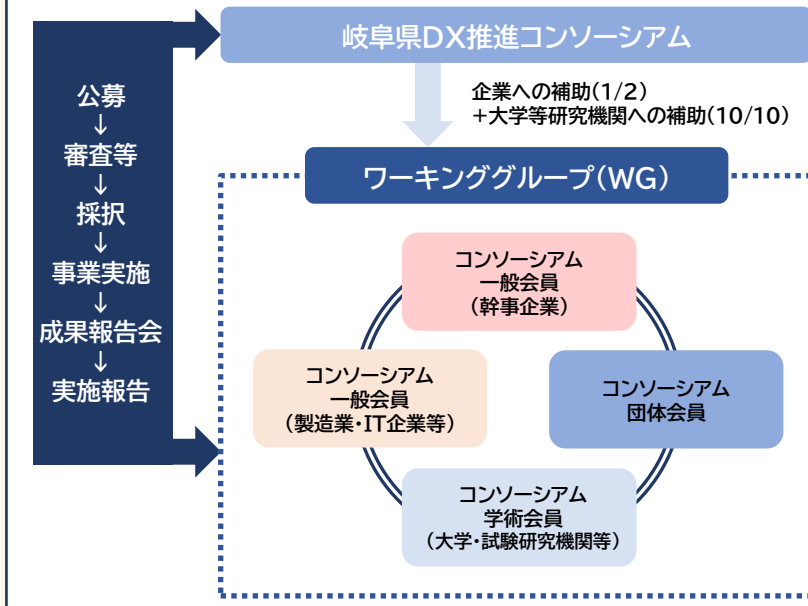 岐阜県DX推進コンソーシアム
公募
↓
審査等
↓
採択
↓
事業実施
↓
成果報告会
↓
実施報告
企業への補助(1/2)
+大学等研究機関への補助(10/10)
ワーキンググループ(WG)
コンソーシアム
一般会員
(幹事企業)
コンソーシアム
一般会員
(製造業・IT企業等)
コンソーシアム
団体会員
コンソーシアム
学術会員
(大学・試験研究機関等)